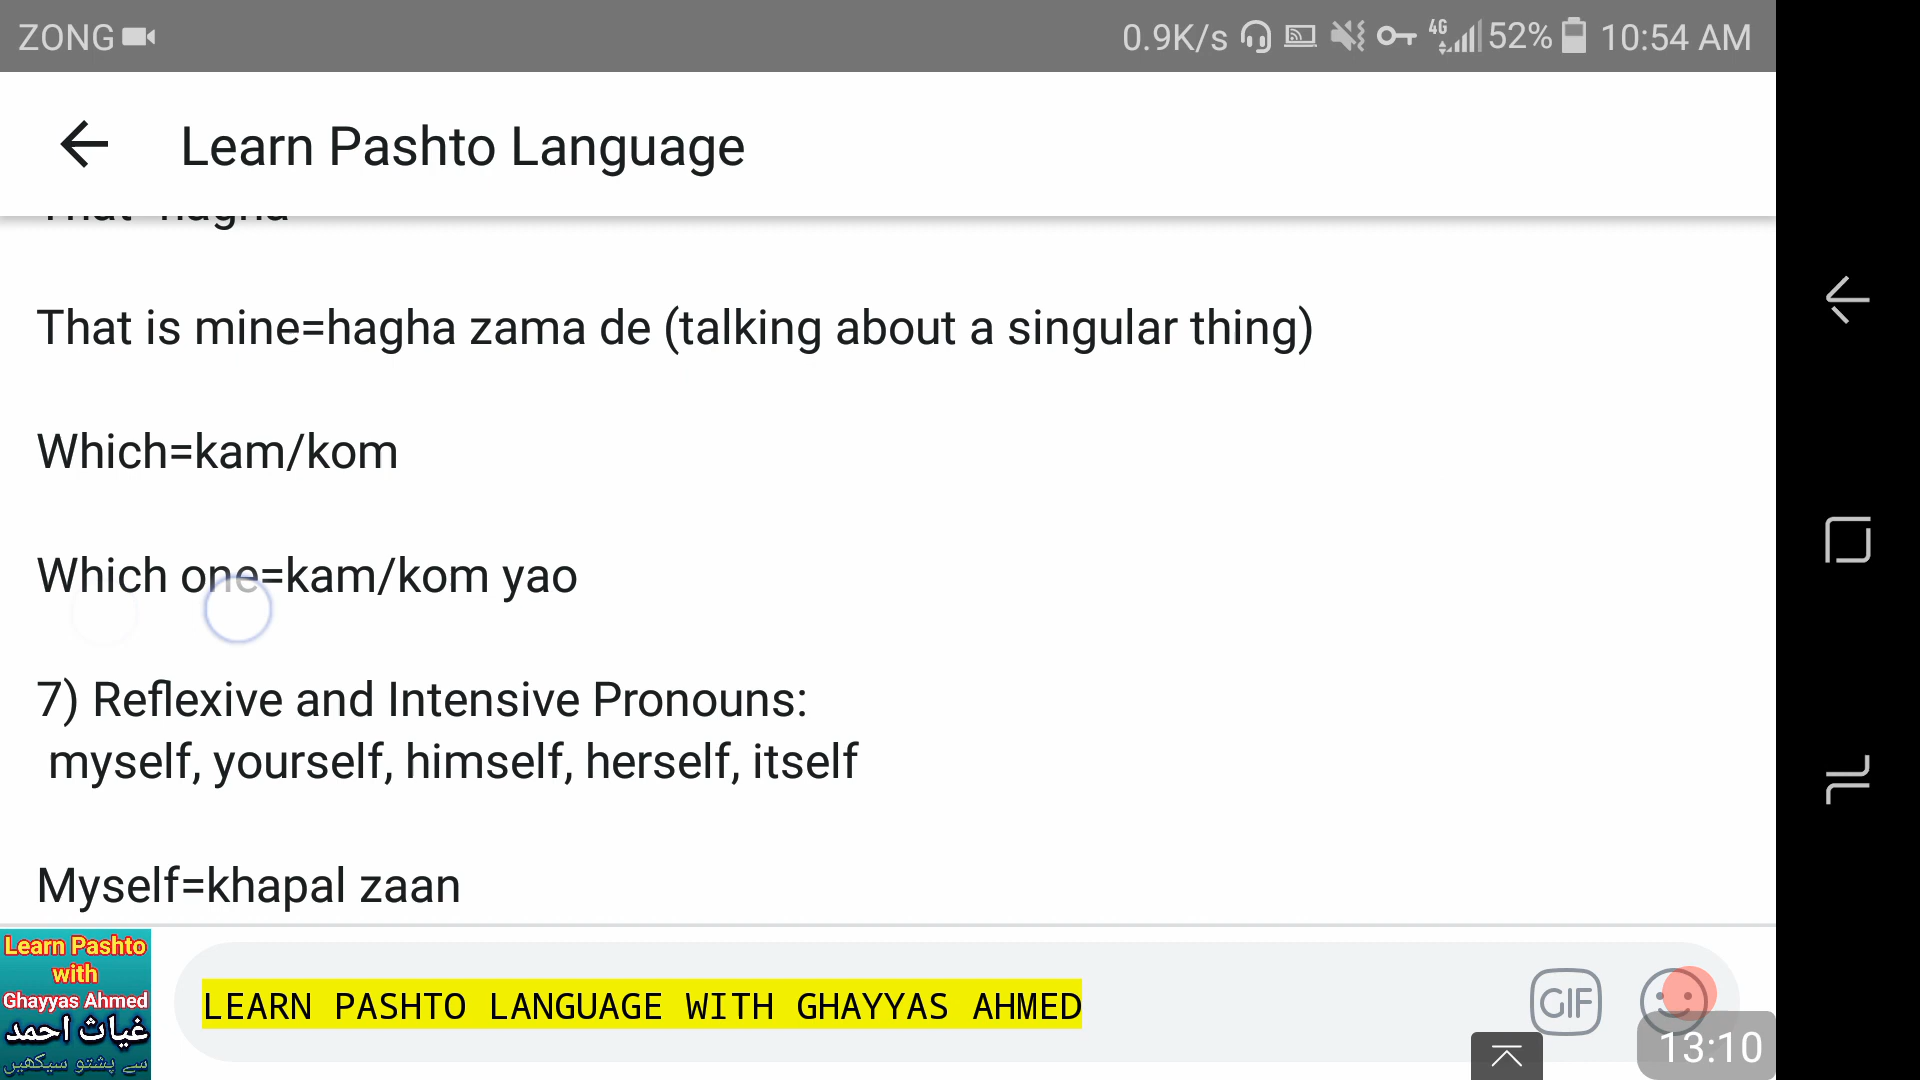 ZONG 0.9K/s 4G 52% 10:54 AM
Learn Pashto Language
That=hagha
That is mine=hagha zama de (talking about a singular thing)
Which=kam/kom
Which one=kam/kom yao
7) Reflexive and Intensive Pronouns:
myself, yourself, himself, herself, itself
Myself=khapal zaan
Learn Pashto
with
Ghayyas Ahmed
غیاث احمد
سے پشتو سیکھیں
LEARN PASHTO LANGUAGE WITH GHAYYAS AHMED
GIF
13:10